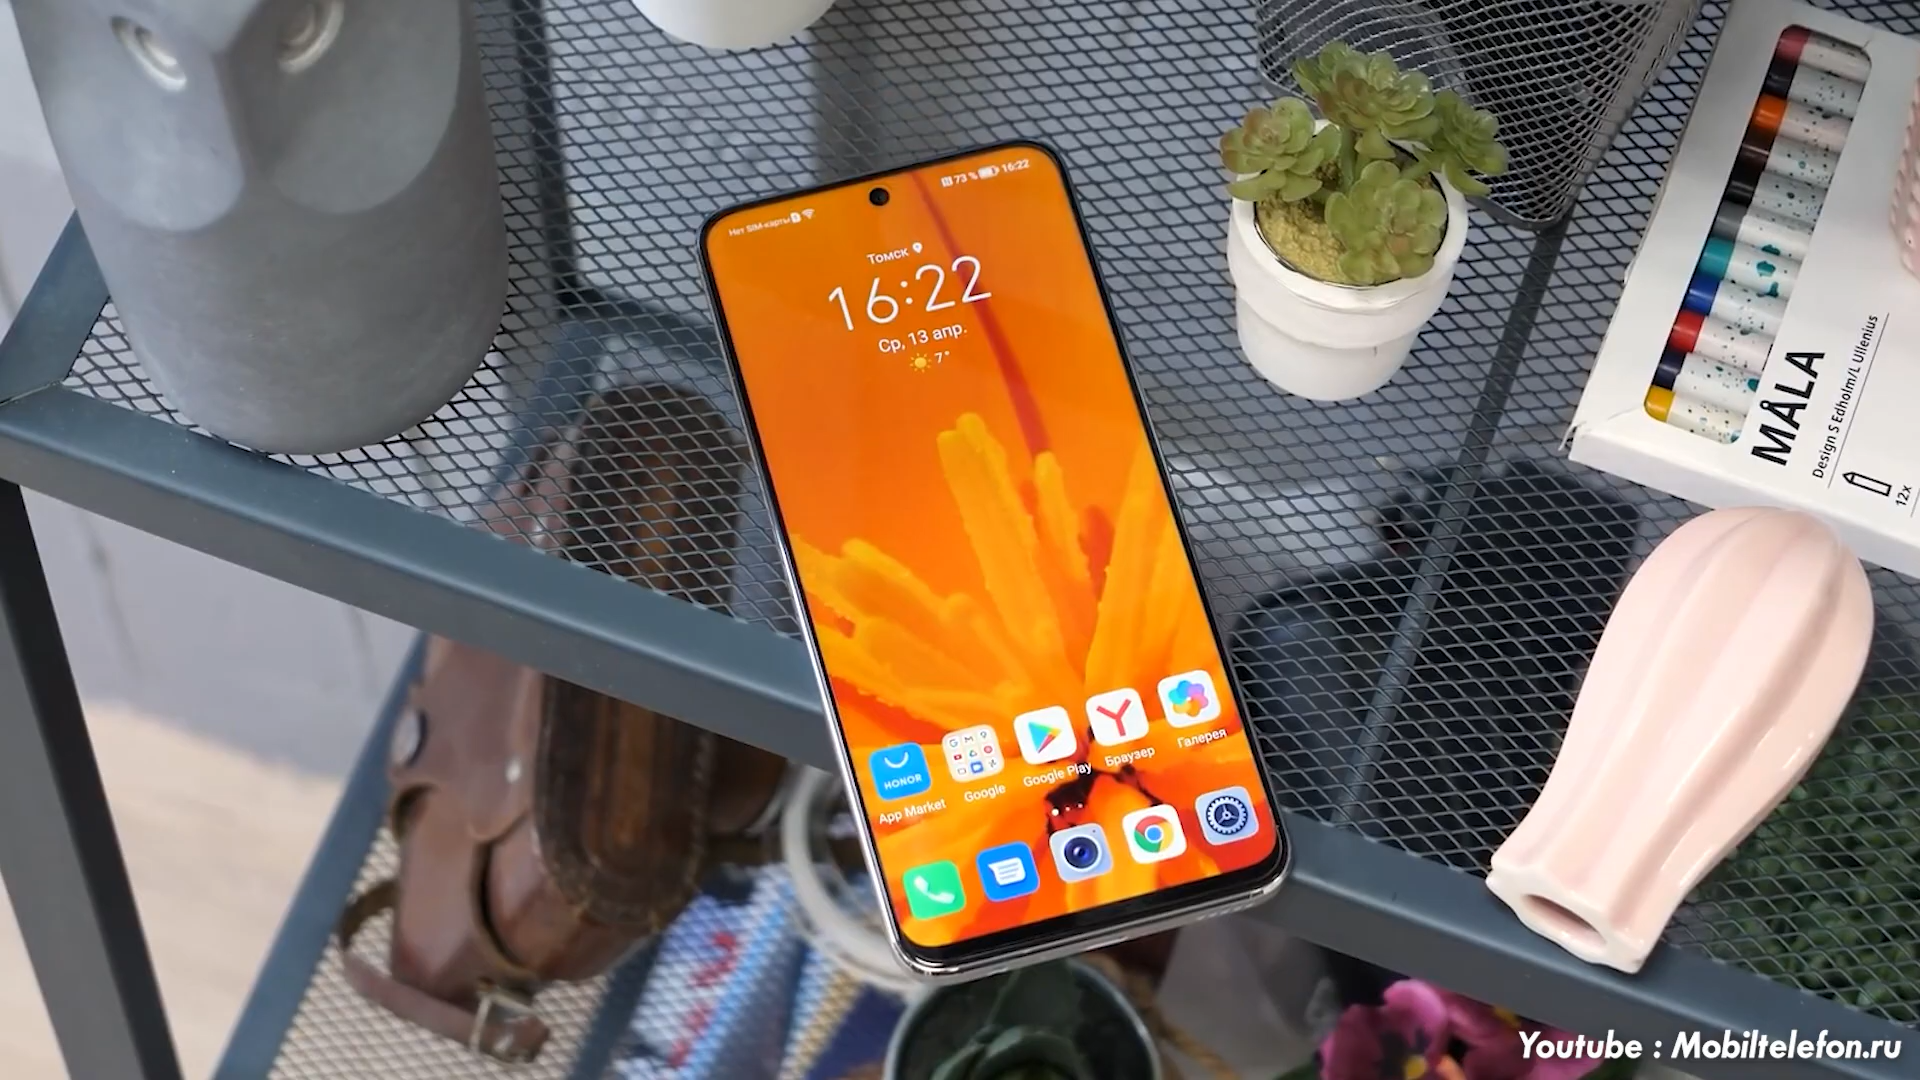 Нет SIM-карты
73 % 16:22
Томск
16:22
Ср, 13 апр.
7°
HONOR
App Market
Google
Google Play
Браузер
Галерея
MÅLA
Design S Edholm/L Ullenius
12x
Youtube : Mobiltelefon.ru